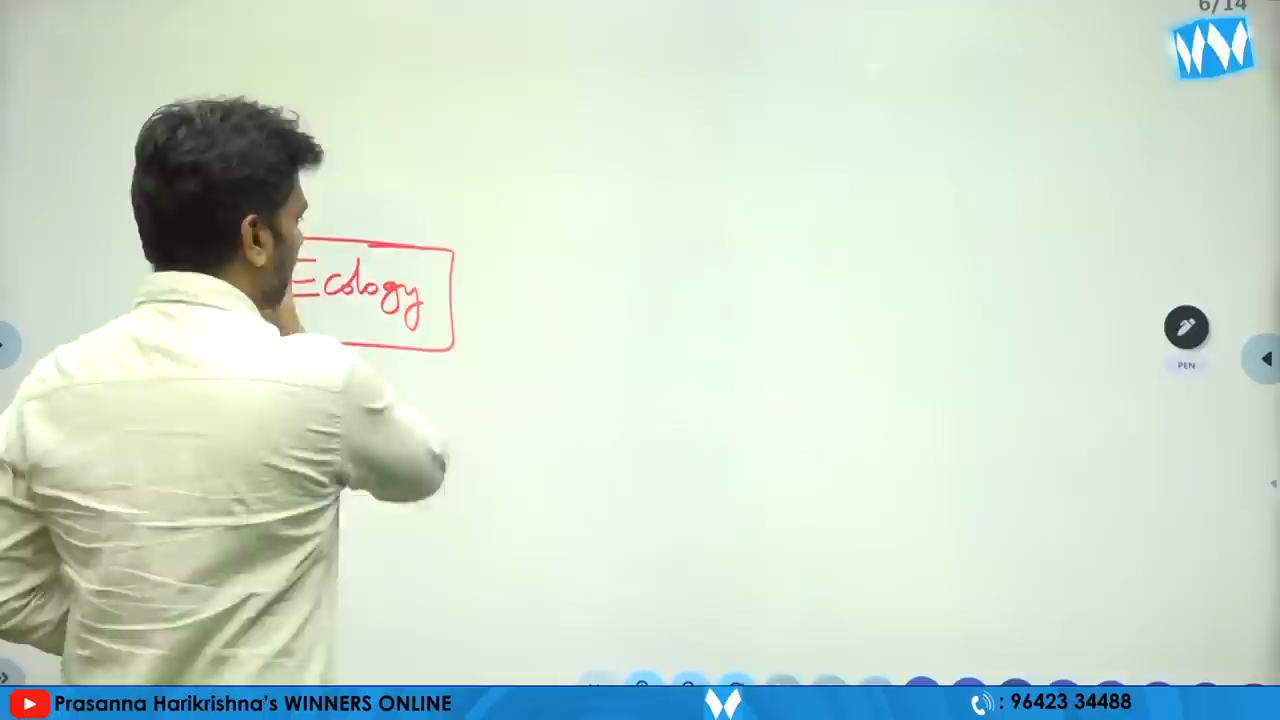 6/14
W
Ecology
PEN
Prasanna Harikrishna's WINNERS ONLINE
: 96423 34488